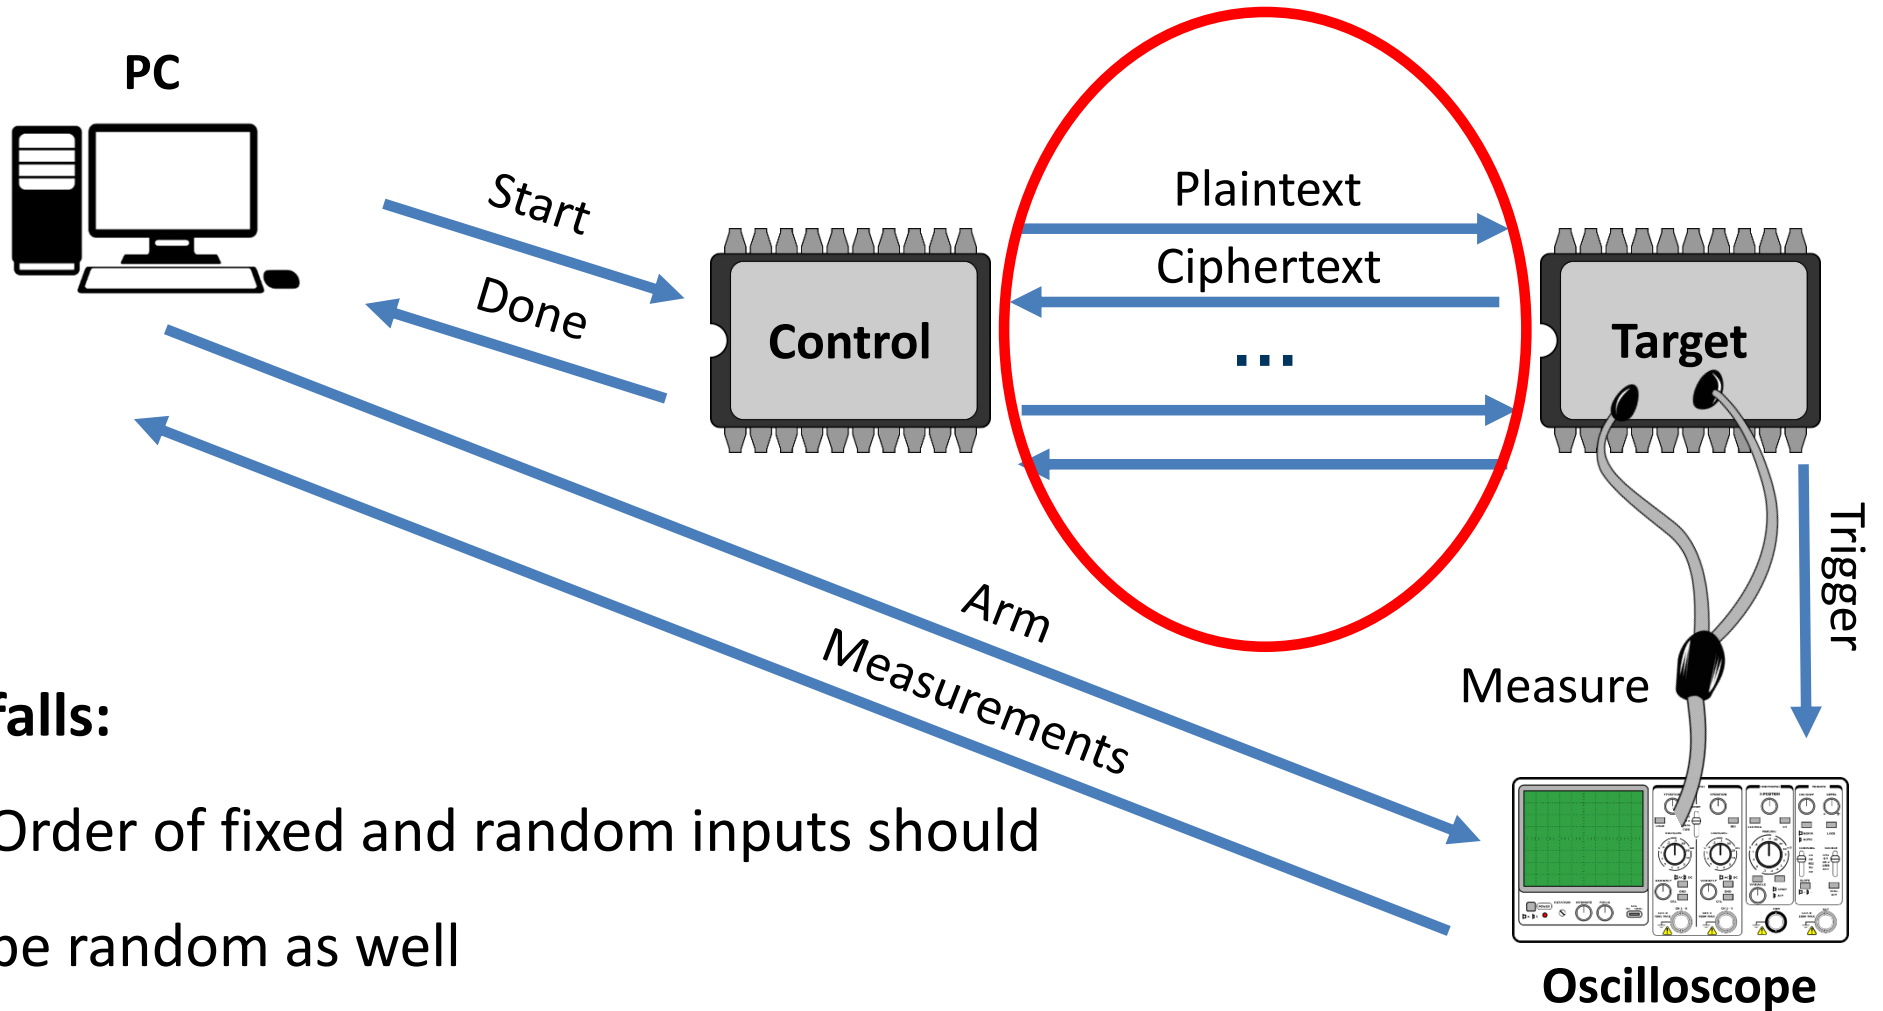 PC
Start
Done
Control
Plaintext
Ciphertext
...
Target
Trigger
Arm
Measurements
Measure
falls:
Order of fixed and random inputs should
be random as well
Oscilloscope